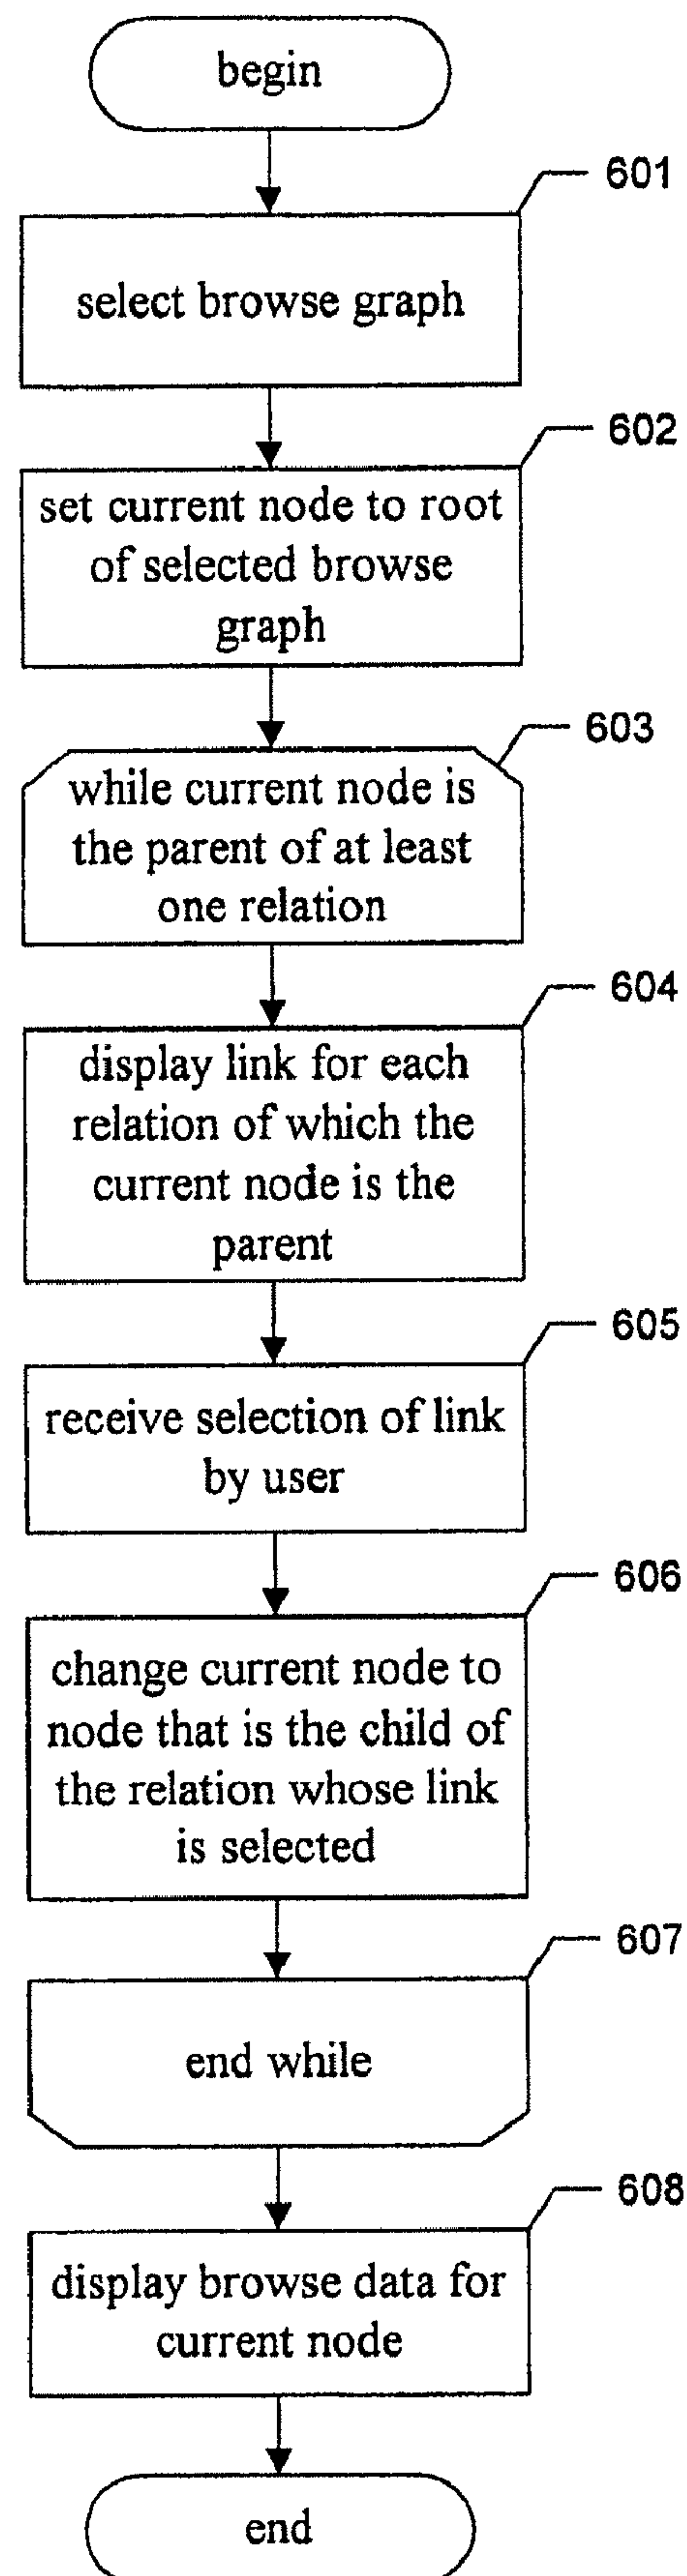 begin
601
select browse graph
602
set current node to root
of selected browse
graph
603
while current node is
the parent of at least
one relation
604
display link for each
relation of which the
current node is the
parent
605
receive selection of link
by user
606
change current node to
node that is the child of
the relation whose link
is selected
607
end while
608
display browse data for
current node
end